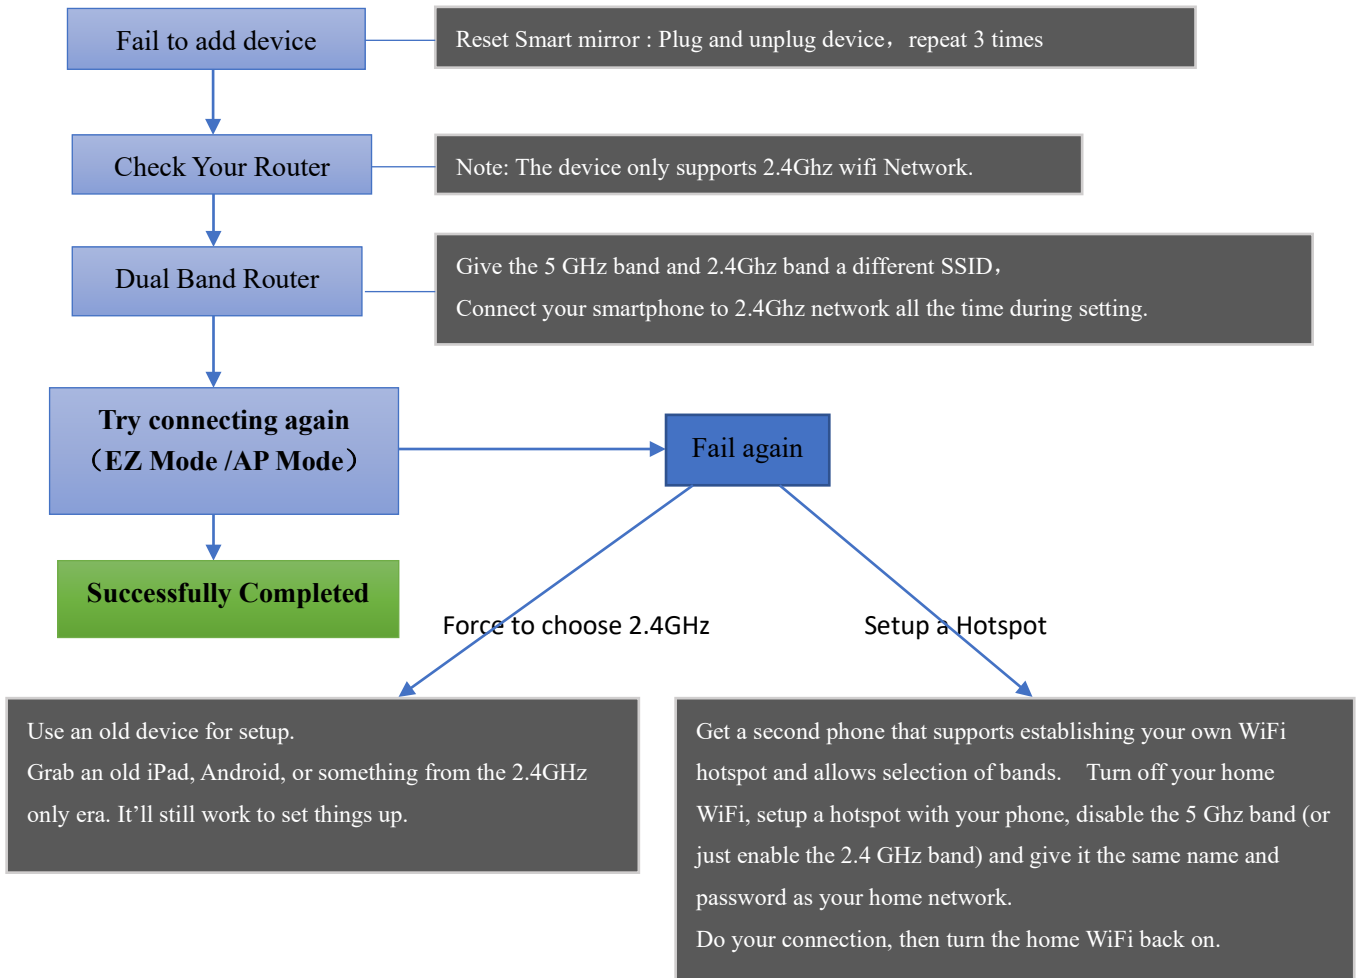 Fail to add device
Reset Smart mirror : Plug and unplug device，repeat 3 times
Check Your Router
Note: The device only supports 2.4Ghz wifi Network.
Dual Band Router
Give the 5 GHz band and 2.4Ghz band a different SSID，
Connect your smartphone to 2.4Ghz network all the time during setting.
Try connecting again
（EZ Mode /AP Mode）
Fail again
Successfully Completed
Force to choose 2.4GHz
Setup a Hotspot
Use an old device for setup.
Grab an old iPad, Android, or something from the 2.4GHz
only era. It’ll still work to set things up.
Get a second phone that supports establishing your own WiFi
hotspot and allows selection of bands. Turn off your home
WiFi, setup a hotspot with your phone, disable the 5 Ghz band (or
just enable the 2.4 GHz band) and give it the same name and
password as your home network.
Do your connection, then turn the home WiFi back on.